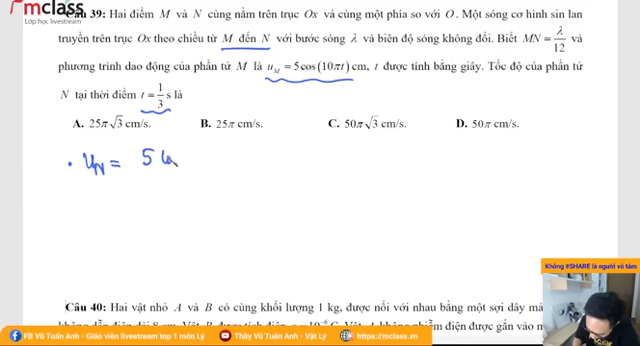 mclass
Lớp học livestream
Câu 39: Hai điểm M và N cùng nằm trên trục Ox và cùng một phía so với O. Một sóng cơ hình sin lan
truyền trên trục Ox theo chiều từ M đến N với bước sóng λ và biên độ sóng không đổi. Biết MN = λ/12 và
phương trình dao động của phần tử M là u_M = 5cos(10πt) cm, t được tính bằng giây. Tốc độ của phần tử
N tại thời điểm t = 1/3 s là
A. 25π√3 cm/s. B. 25π cm/s. C. 50π√3 cm/s. D. 50π cm/s.
• u_N = 5
Không #SHARE là người vô tâm
Câu 40: Hai vật nhỏ A và B có cùng khối lượng 1 kg, được nối với nhau bằng một sợi dây
điện được gắn vào
FB Vũ Tuấn Anh - Giáo viên livestream top 1 môn Lý
Thầy Vũ Tuấn Anh - Vật Lý
https://mclass.vn